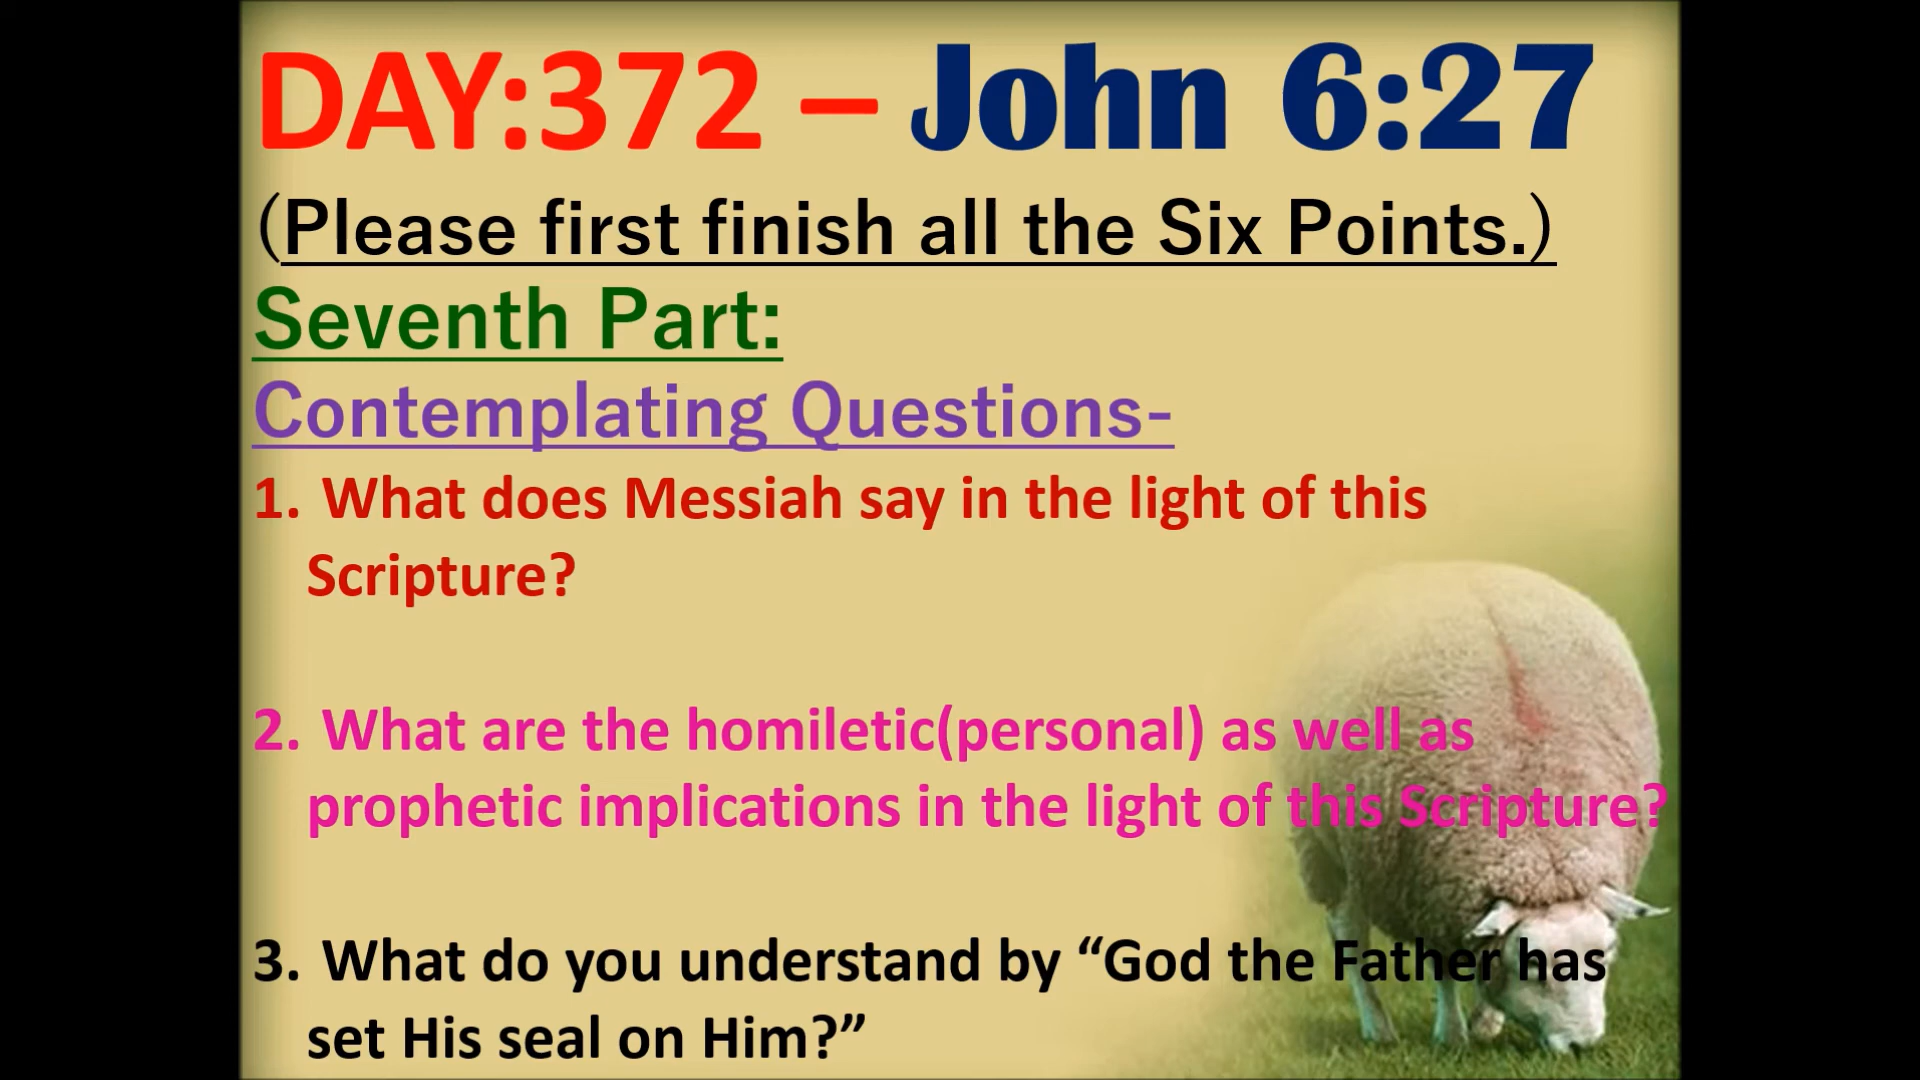 DAY:372 – John 6:27
(Please first finish all the Six Points.)
Seventh Part:
Contemplating Questions-
1. What does Messiah say in the light of this
Scripture?
2. What are the homiletic(personal) as well as
prophetic implications in the light of this Scripture?
3. What do you understand by “God the Father has
set His seal on Him?”